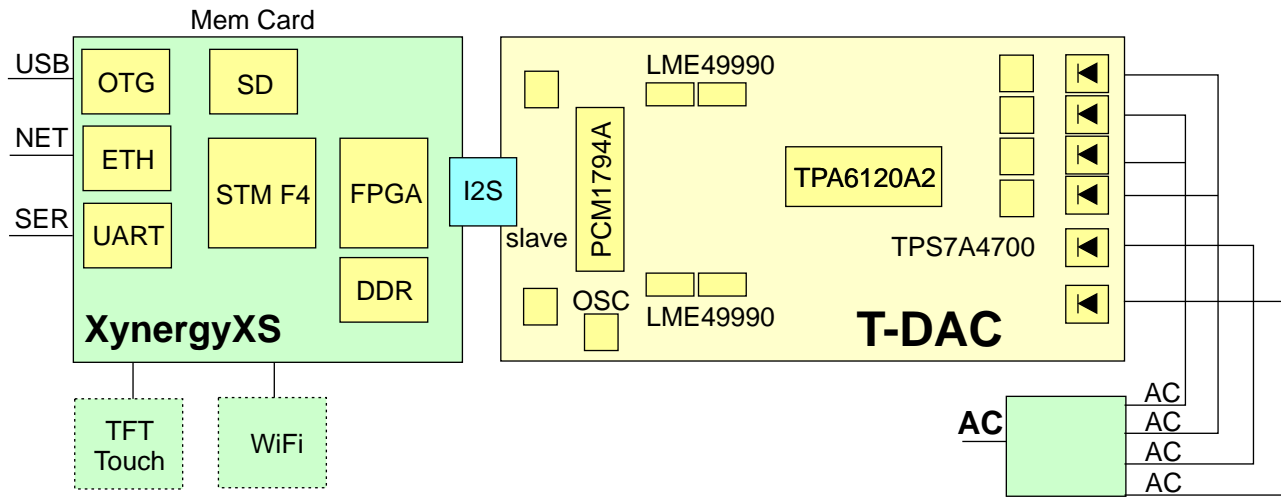 Mem Card
USB
OTG
SD
LME49990
NET
ETH
STM F4
FPGA
I2S
PCM1794A
TPA6120A2
SER
UART
slave
TPS7A4700
DDR
OSC
LME49990
XynergyXS
T-DAC
TFT
Touch
WiFi
AC
AC
AC
AC
AC